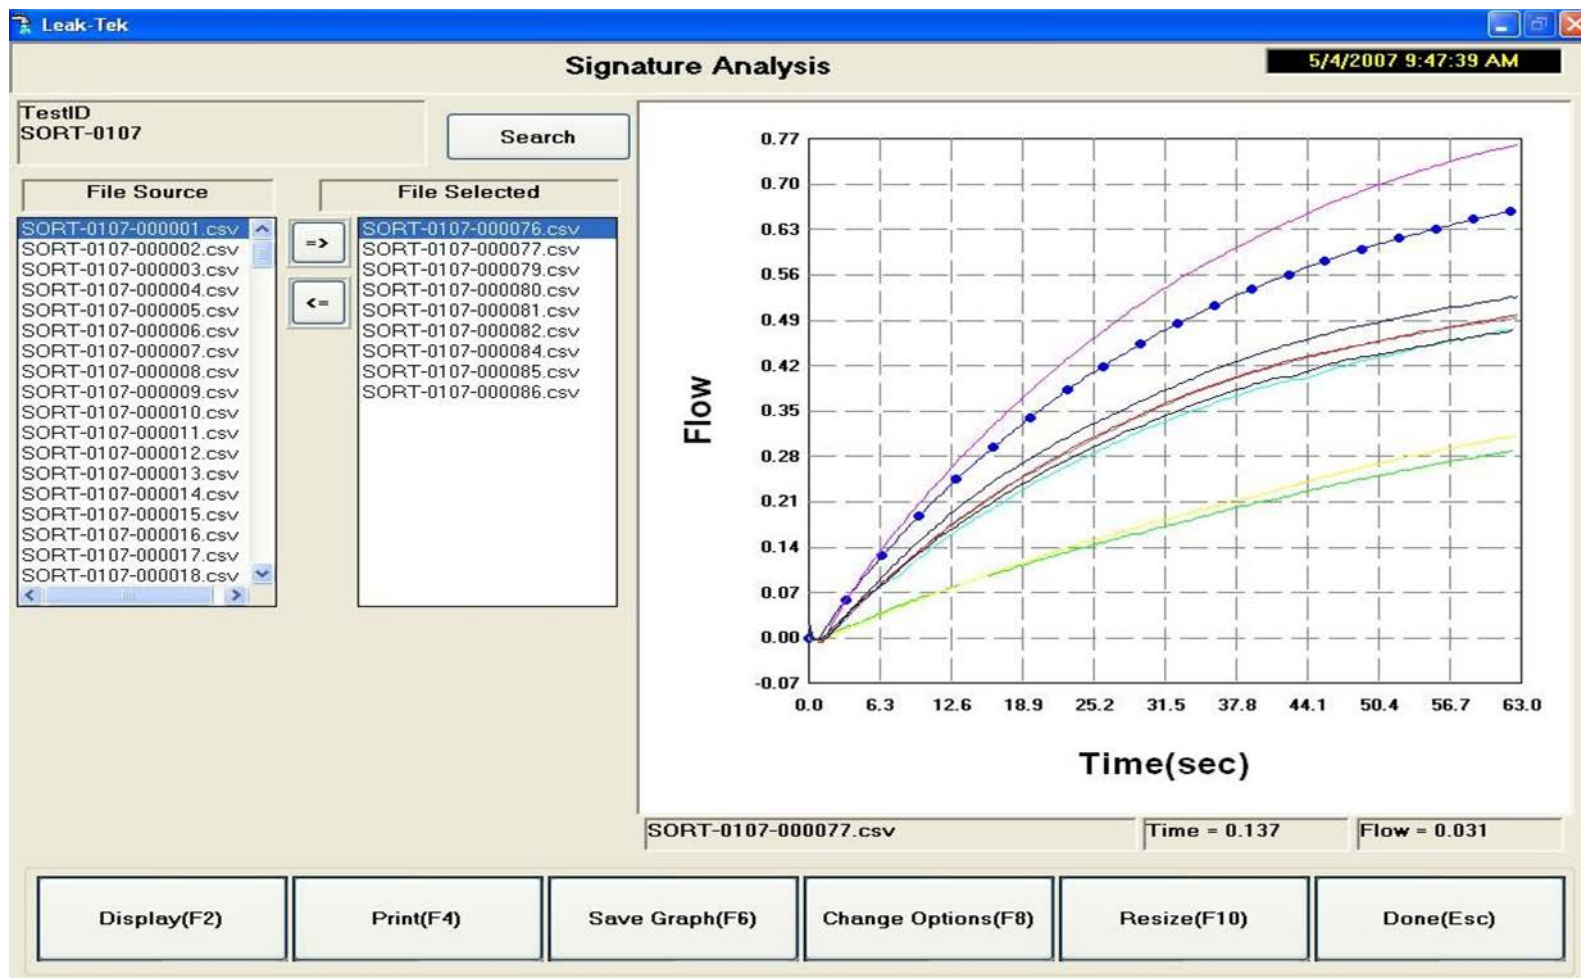 Leak-Tek
Signature Analysis
5/4/2007 9:47:39 AM
TestID
SORT-0107
Search
File Source
File Selected
SORT-0107-000001.csv
SORT-0107-000002.csv
SORT-0107-000003.csv
SORT-0107-000004.csv
SORT-0107-000005.csv
SORT-0107-000006.csv
SORT-0107-000007.csv
SORT-0107-000008.csv
SORT-0107-000009.csv
SORT-0107-000010.csv
SORT-0107-000011.csv
SORT-0107-000012.csv
SORT-0107-000013.csv
SORT-0107-000014.csv
SORT-0107-000015.csv
SORT-0107-000016.csv
SORT-0107-000017.csv
SORT-0107-000018.csv
=>
<=
SORT-0107-000076.csv
SORT-0107-000077.csv
SORT-0107-000079.csv
SORT-0107-000080.csv
SORT-0107-000081.csv
SORT-0107-000082.csv
SORT-0107-000084.csv
SORT-0107-000085.csv
SORT-0107-000086.csv
Flow
0.77
0.70
0.63
0.56
0.49
0.42
0.35
0.28
0.21
0.14
0.07
0.00
-0.07
0.0 6.3 12.6 18.9 25.2 31.5 37.8 44.1 50.4 56.7 63.0
Time(sec)
SORT-0107-000077.csv
Time = 0.137
Flow = 0.031
Display(F2)
Print(F4)
Save Graph(F6)
Change Options(F8)
Resize(F10)
Done(Esc)